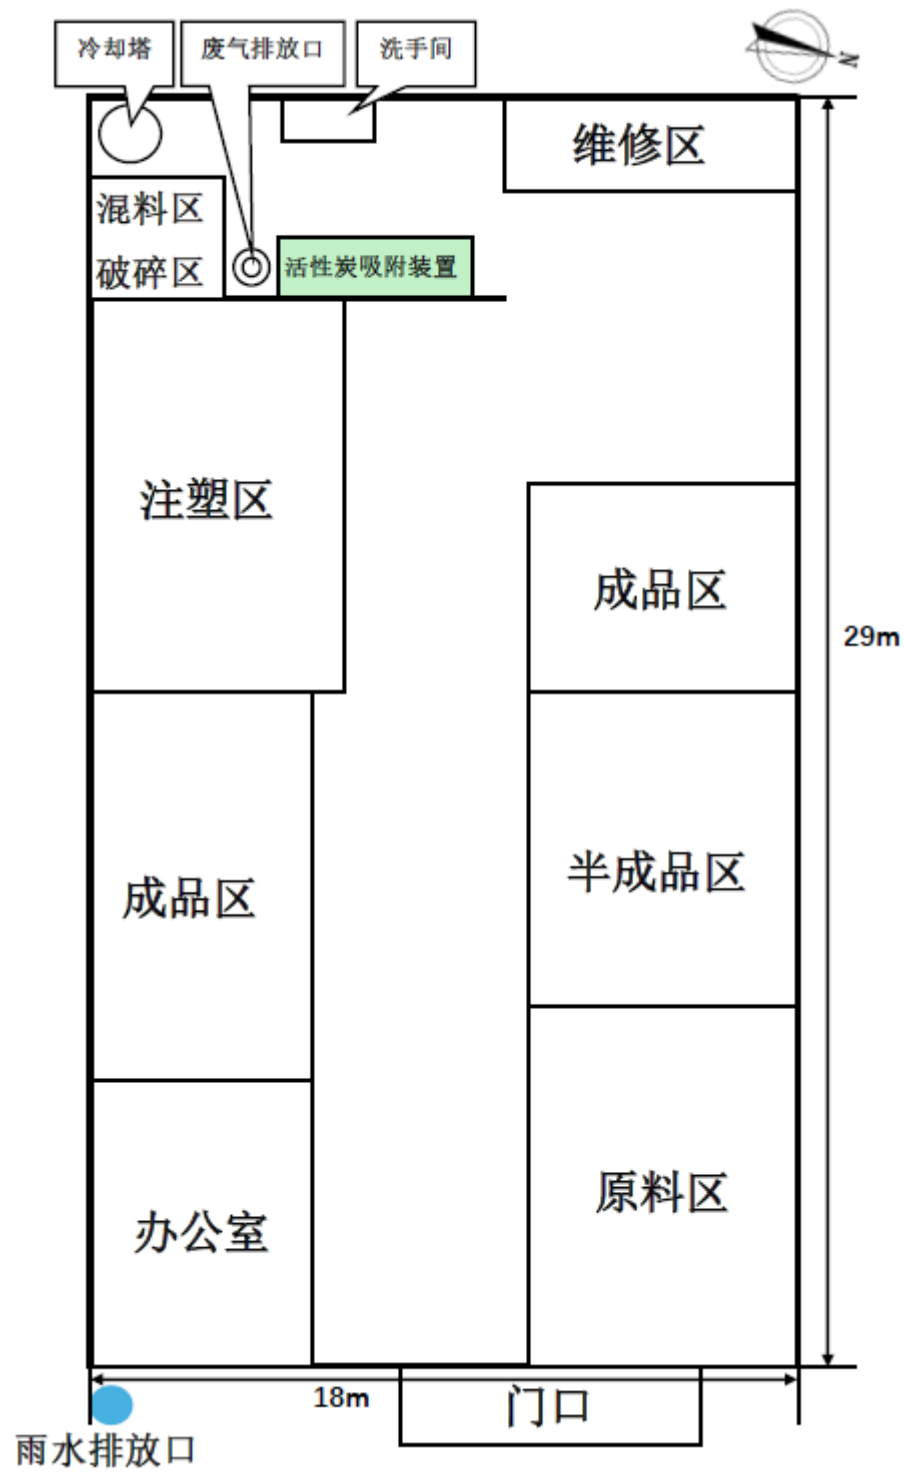 冷却塔
废气排放口
洗手间
N
维修区
混料区
破碎区
活性炭吸附装置
注塑区
成品区
29m
半成品区
成品区
原料区
办公室
18m
门口
雨水排放口